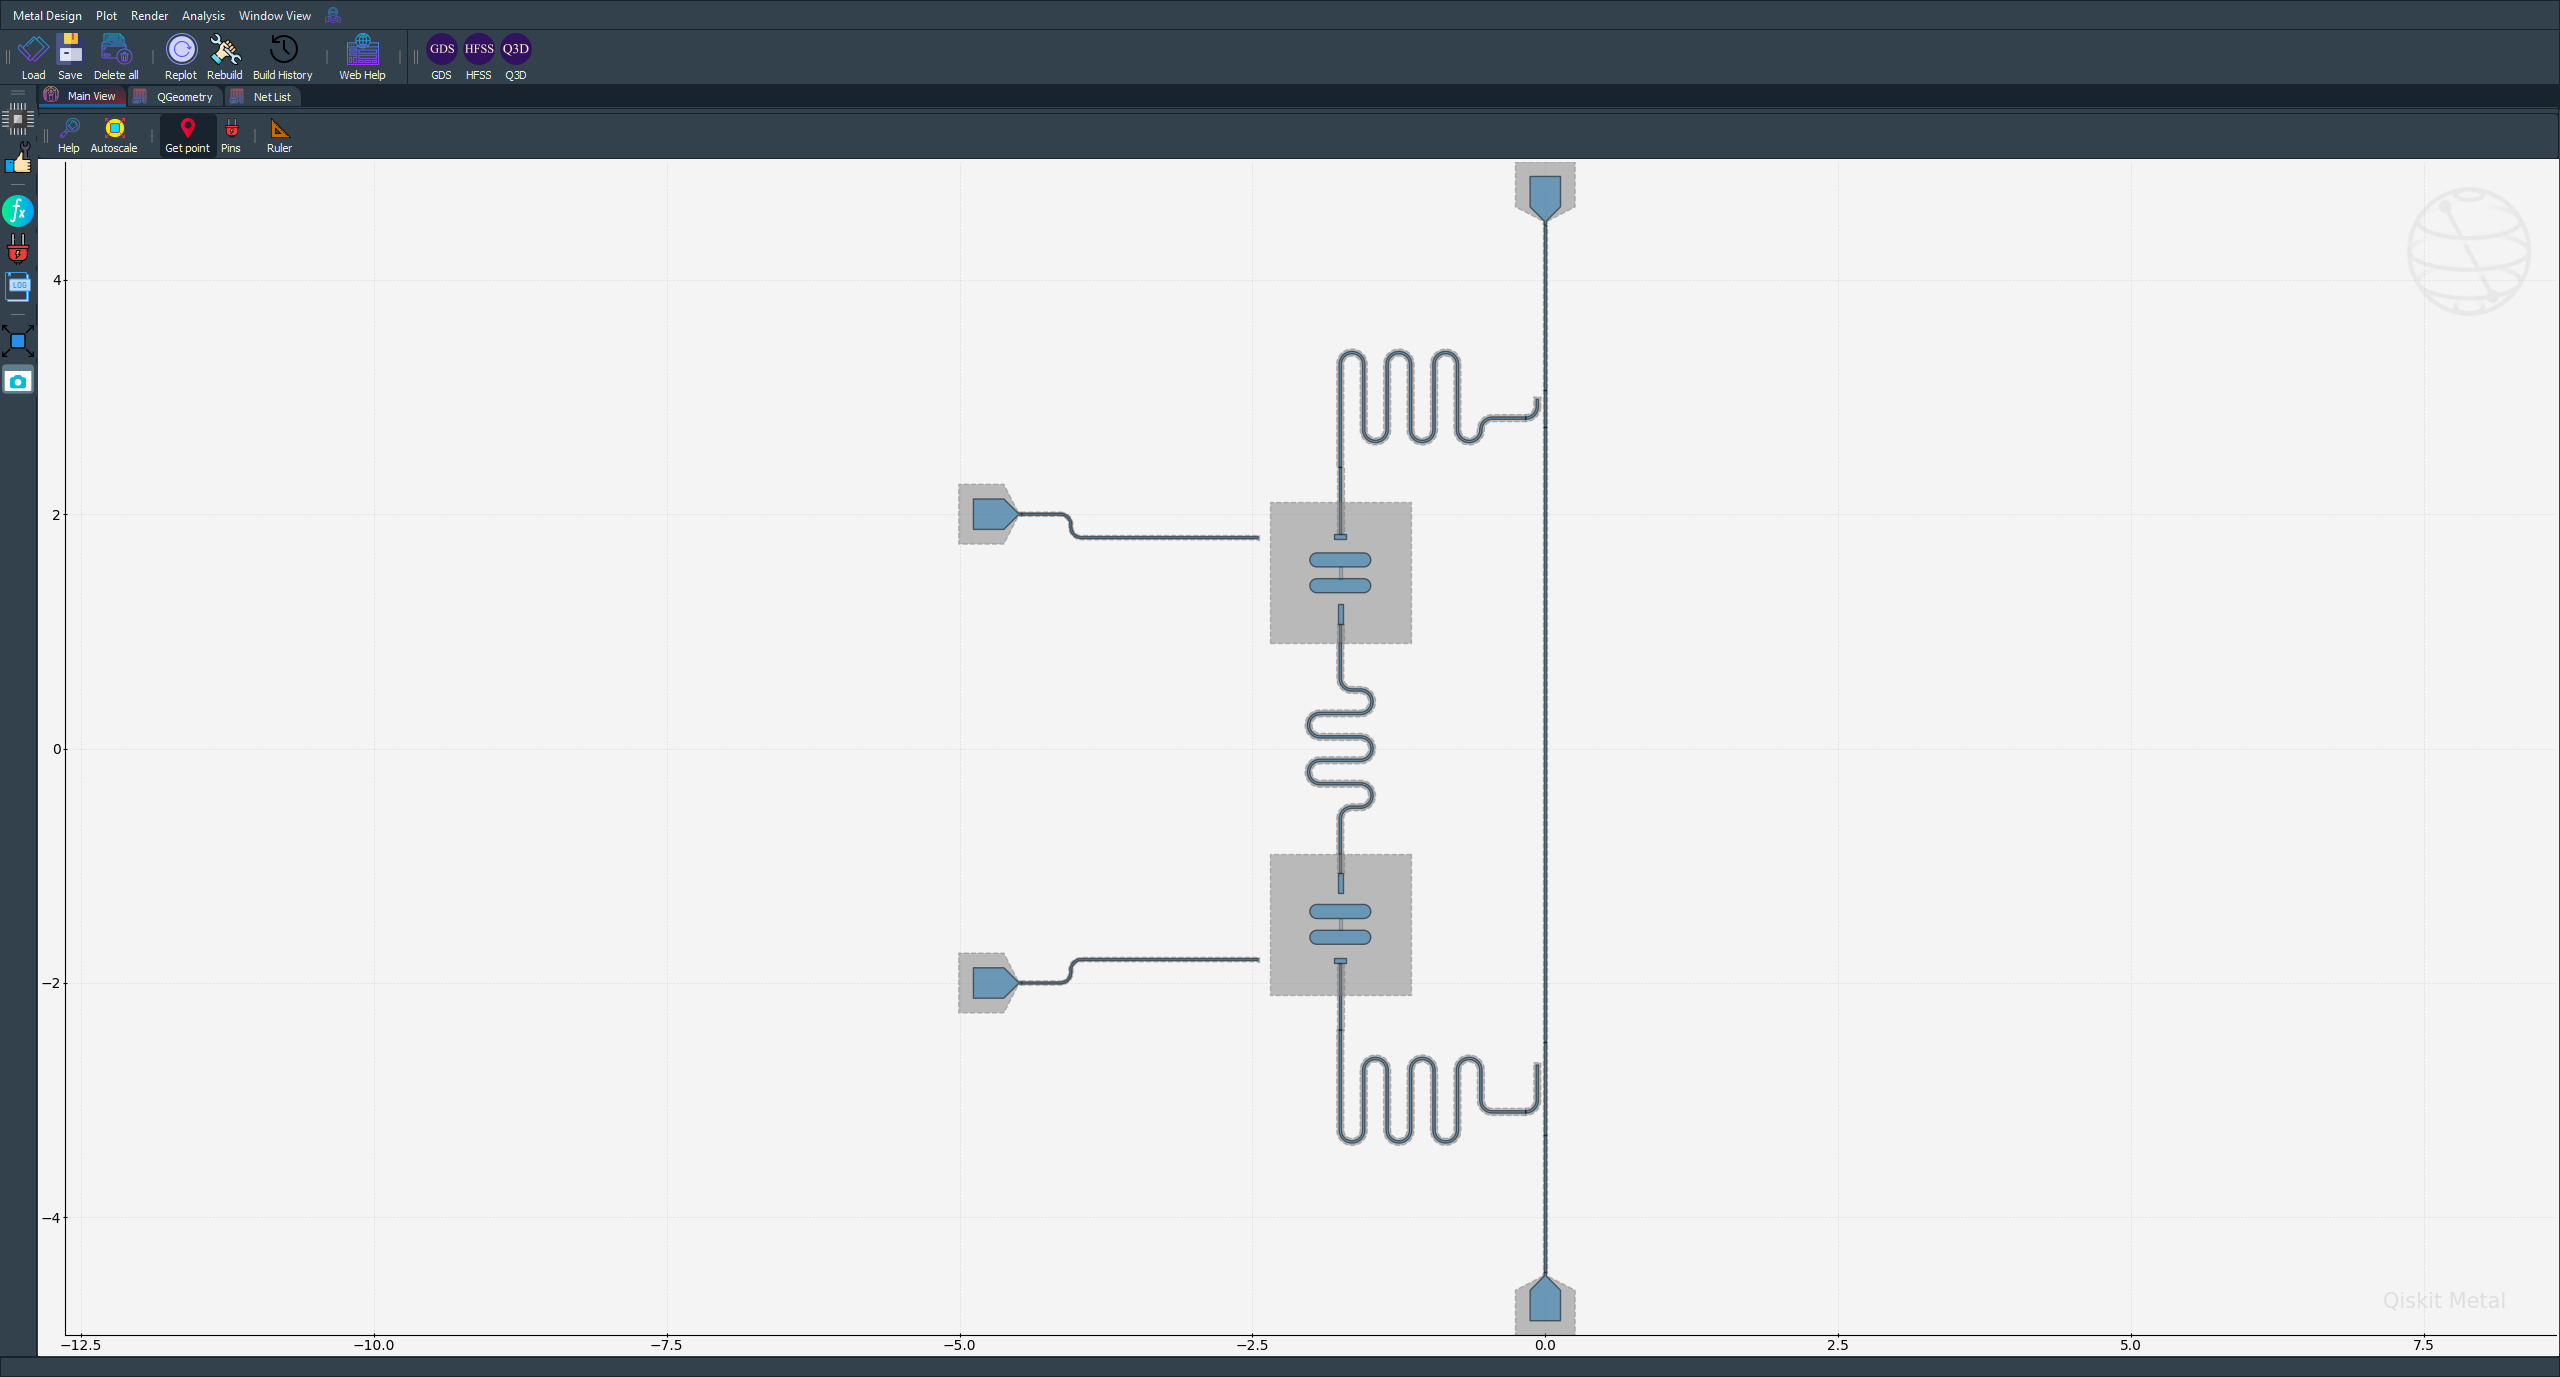 Metal Design Plot Render Analysis Window View
GDS HFSS Q3D
Load Save Delete all Replot Rebuild Build History Web Help GDS HFSS Q3D
Main View QGeometry Net List
Help Autoscale Get point Pins Ruler
fx
LOG
4
2
0
−2
−4
Qiskit Metal
−12.5 −10.0 −7.5 −5.0 −2.5 0.0 2.5 5.0 7.5